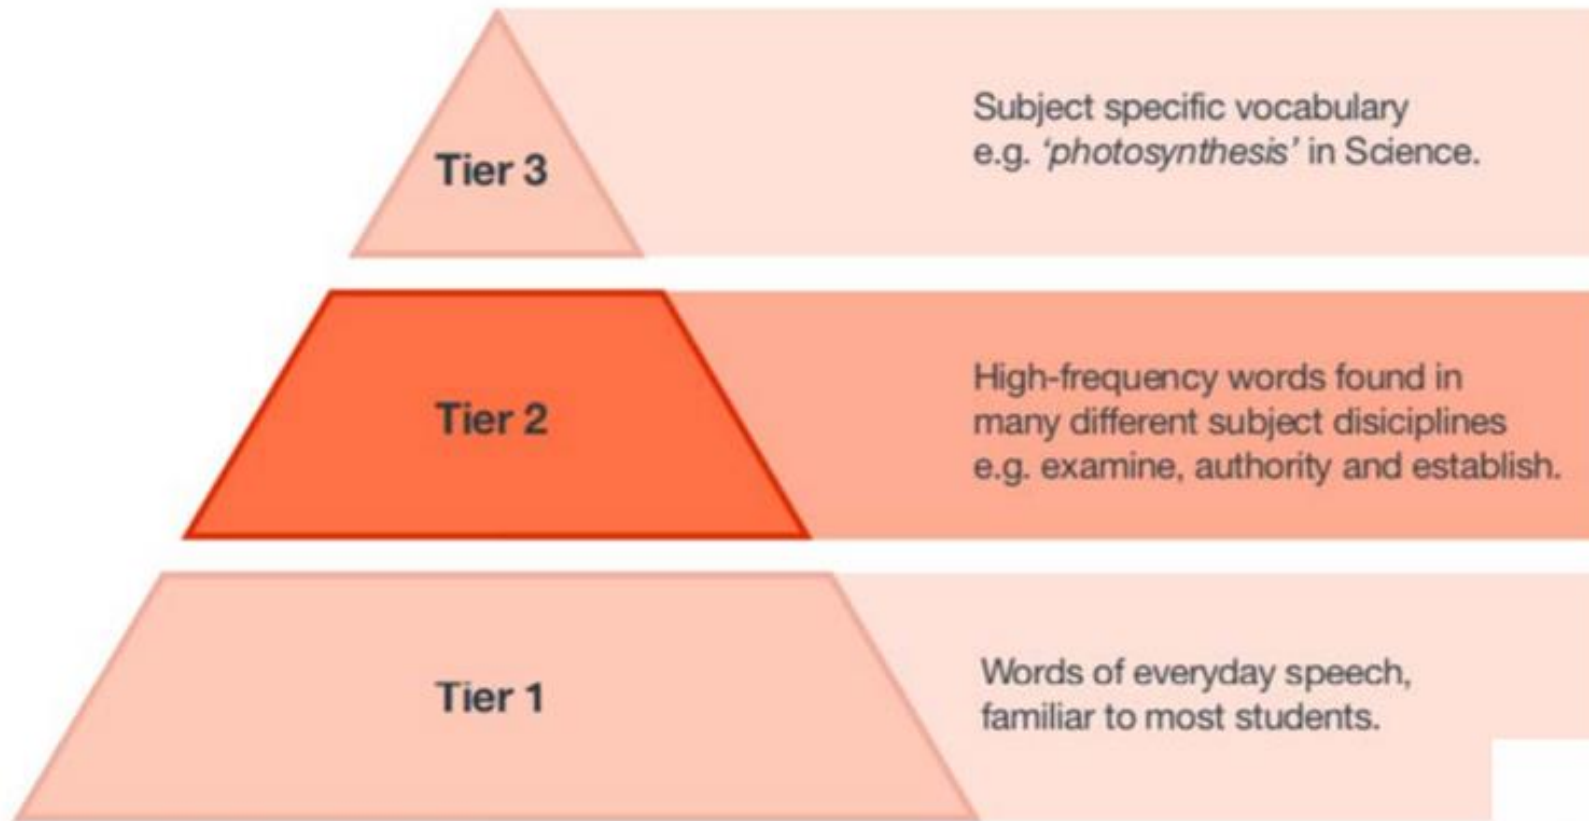 Tier 3
Subject specific vocabulary
e.g. ‘photosynthesis’ in Science.
Tier 2
High-frequency words found in
many different subject disiciplines
e.g. examine, authority and establish.
Tier 1
Words of everyday speech,
familiar to most students.